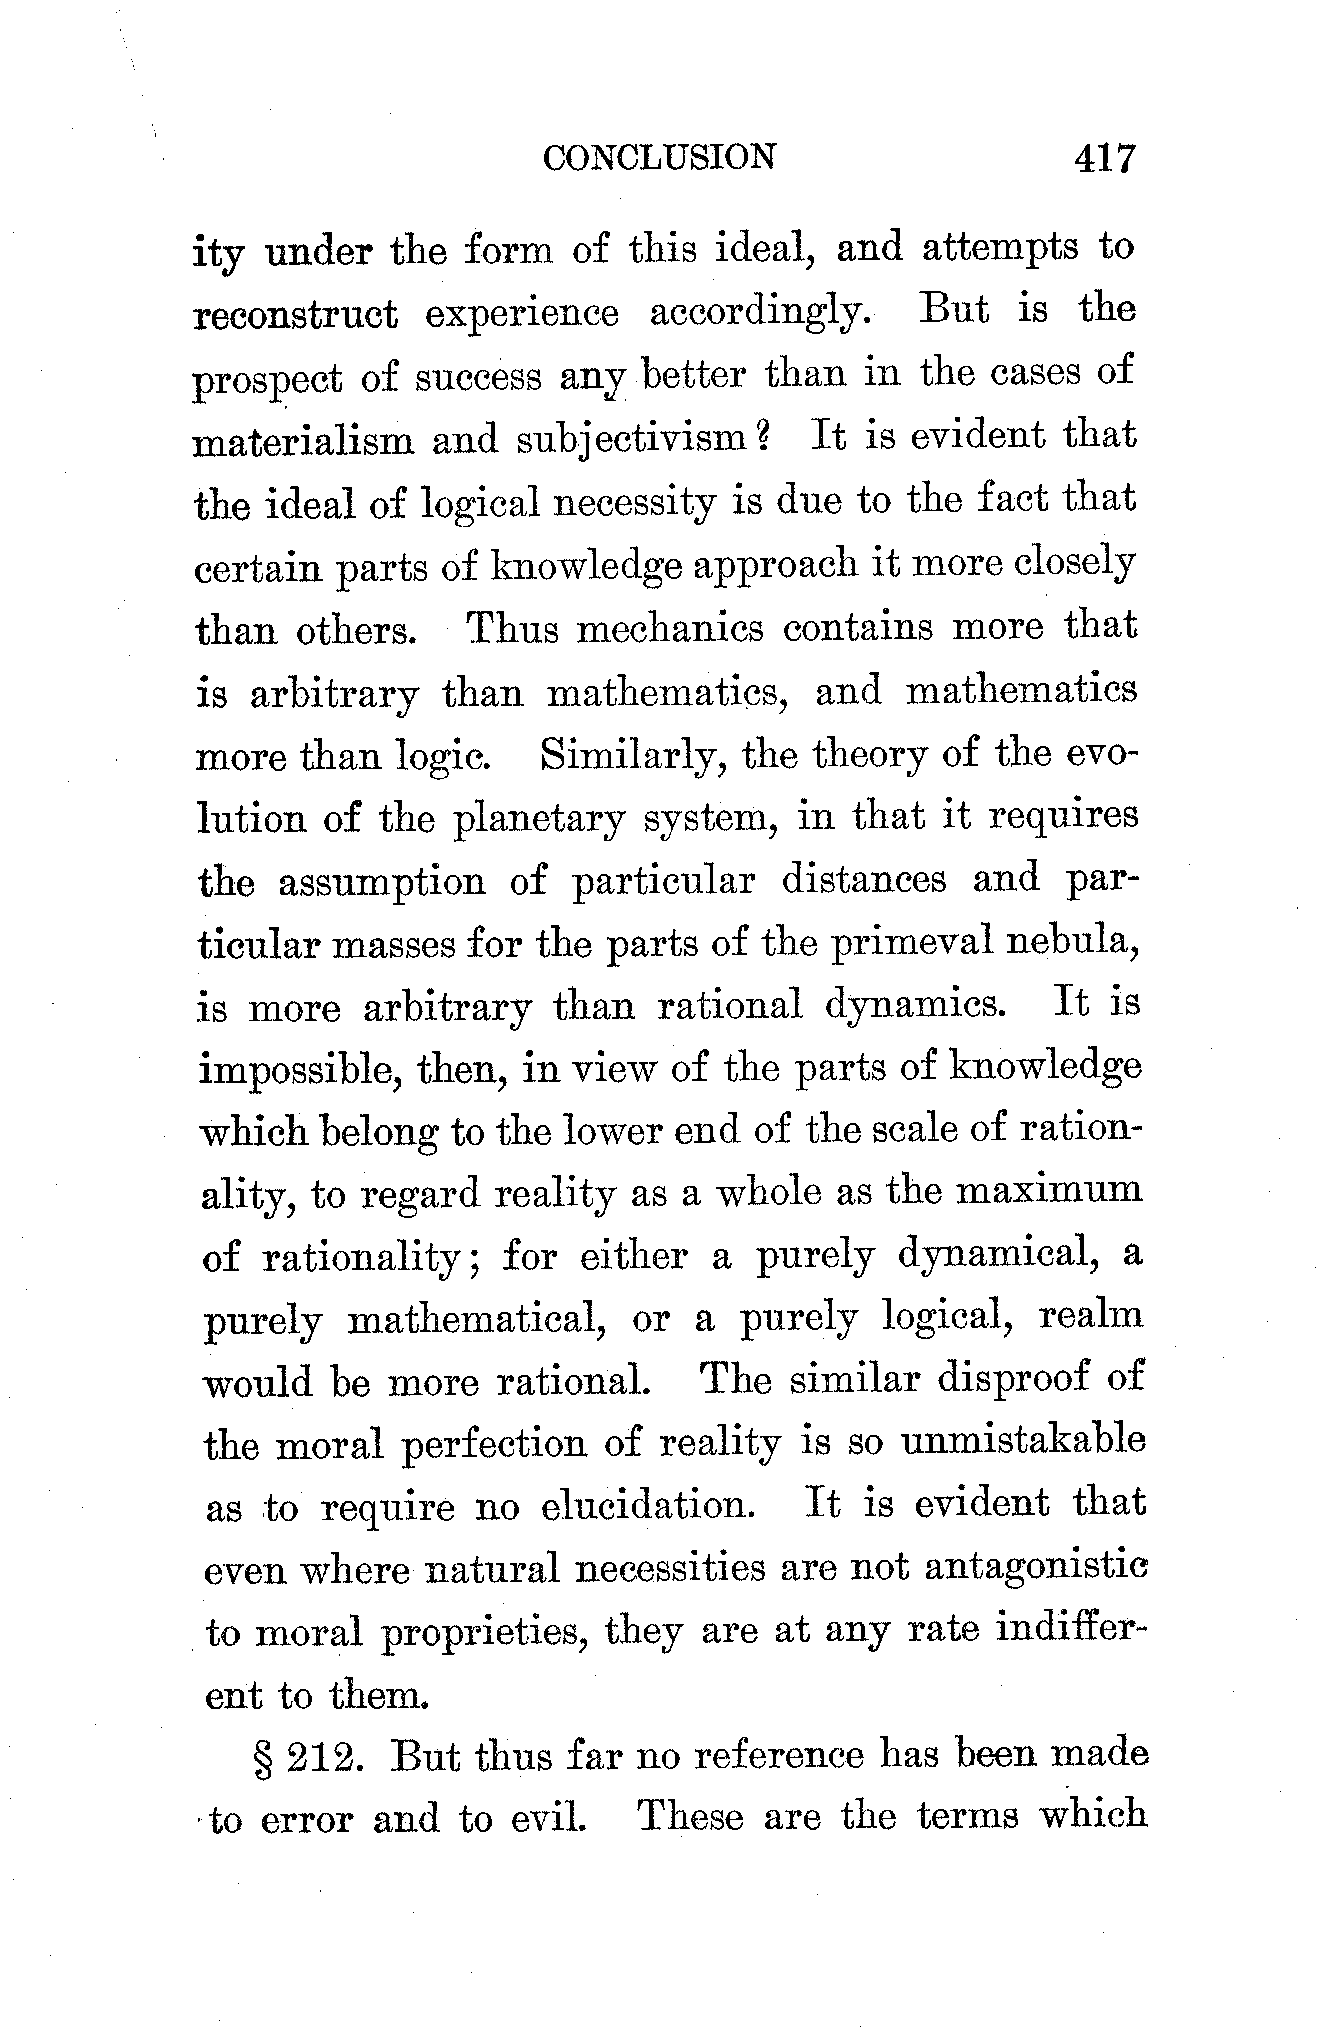 CONCLUSION 417
ity under the form of this ideal, and attempts to
reconstruct experience accordingly. But is the
prospect of success any better than in the cases of
materialism and subjectivism? It is evident that
the ideal of logical necessity is due to the fact that
certain parts of knowledge approach it more closely
than others. Thus mechanics contains more that
is arbitrary than mathematics, and mathematics
more than logic. Similarly, the theory of the evo-
lution of the planetary system, in that it requires
the assumption of particular distances and par-
ticular masses for the parts of the primeval nebula,
is more arbitrary than rational dynamics. It is
impossible, then, in view of the parts of knowledge
which belong to the lower end of the scale of ration-
ality, to regard reality as a whole as the maximum
of rationality; for either a purely dynamical, a
purely mathematical, or a purely logical, realm
would be more rational. The similar disproof of
the moral perfection of reality is so unmistakable
as to require no elucidation. It is evident that
even where natural necessities are not antagonistic
to moral proprieties, they are at any rate indiffer-
ent to them.
§ 212. But thus far no reference has been made
to error and to evil. These are the terms which